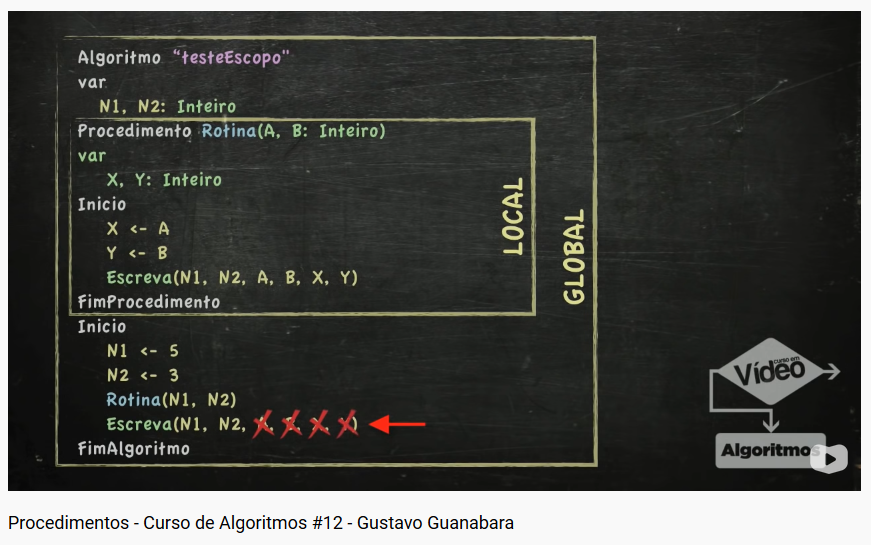 Algoritmo "testeEscopo"
var
N1, N2: Inteiro
Procedimento Rotina(A, B: Inteiro)
var
X, Y: Inteiro
Inicio
X <- A
Y <- B
Escreva(N1, N2, A, B, X, Y)
FimProcedimento
LOCAL
GLOBAL
Inicio
N1 <- 5
N2 <- 3
Rotina(N1, N2)
Escreva(N1, N2, , , , )
FimAlgoritmo
curso em
Vídeo
Algoritmos
Procedimentos - Curso de Algoritmos #12 - Gustavo Guanabara